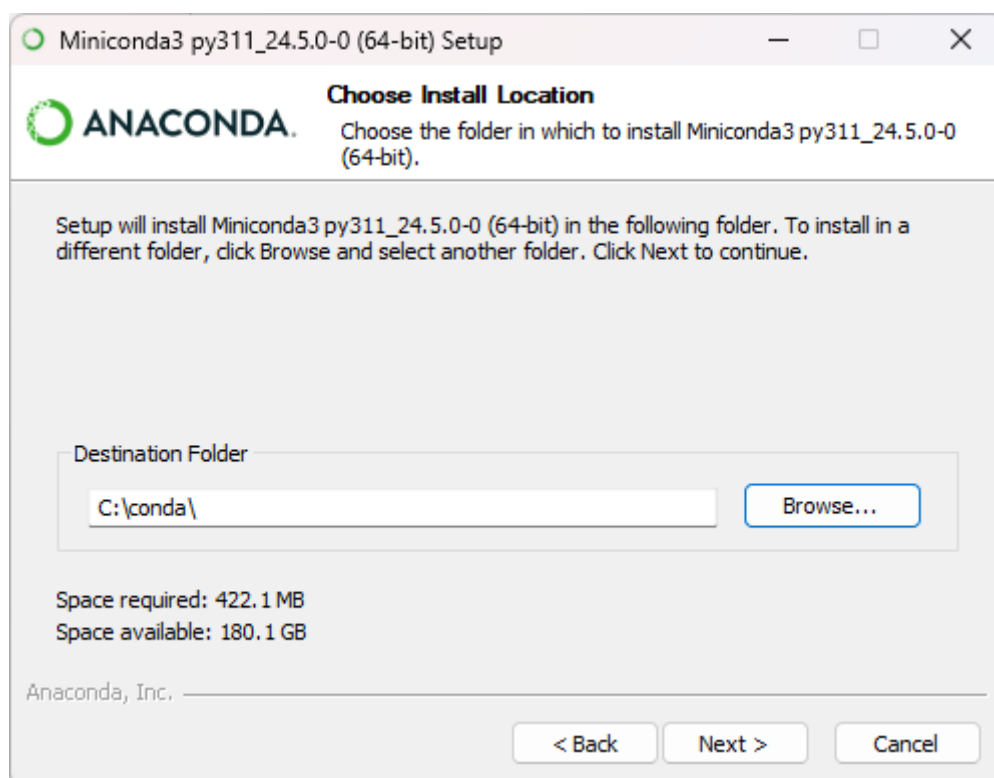 Miniconda3 py311_24.5.0-0 (64-bit) Setup
ANACONDA.
Choose Install Location
Choose the folder in which to install Miniconda3 py311_24.5.0-0
(64-bit).
Setup will install Miniconda3 py311_24.5.0-0 (64-bit) in the following folder. To install in a
different folder, click Browse and select another folder. Click Next to continue.
Destination Folder
C:\conda\
Browse...
Space required: 422.1 MB
Space available: 180.1 GB
Anaconda, Inc.
< Back
Next >
Cancel